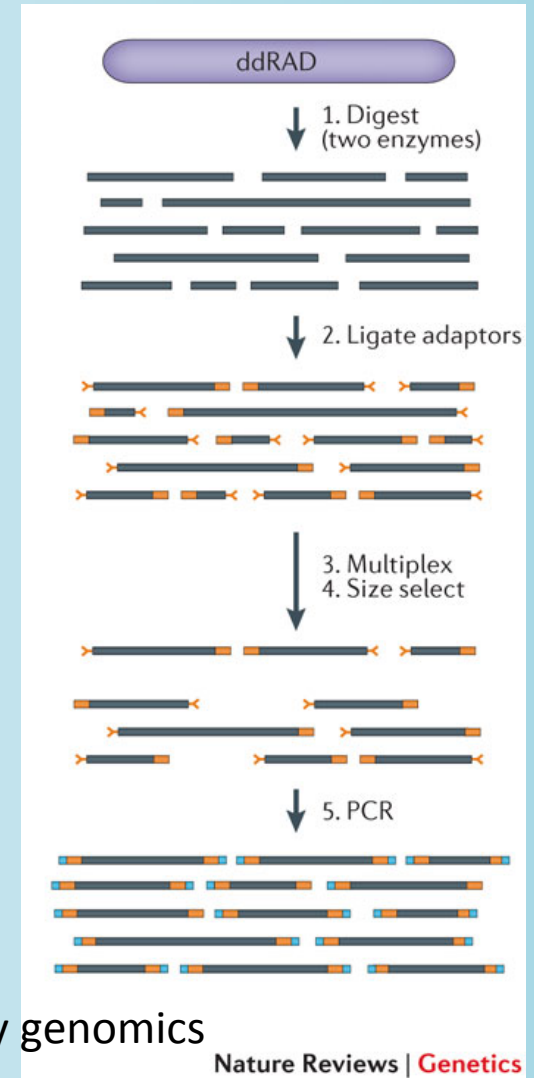 ddRAD
1. Digest
(two enzymes)
2. Ligate adaptors
3. Multiplex
4. Size select
5. PCR
genomics
Nature Reviews | Genetics